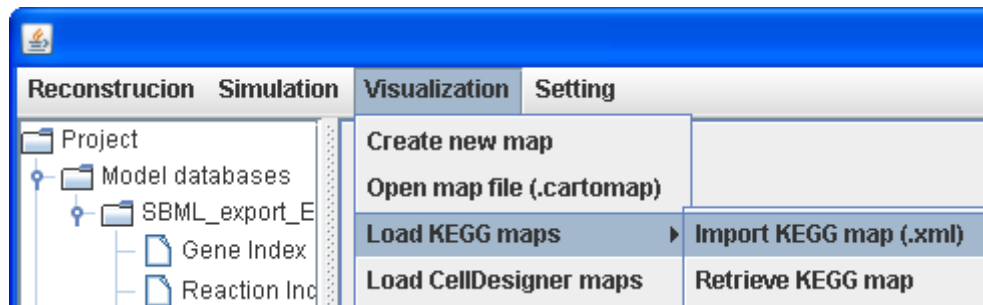 Reconstrucion Simulation Visualization Setting
Project
Model databases
SBML_export_E
Gene Index
Reaction Inc
Create new map
Open map file (.cartomap)
Load KEGG maps
Load CellDesigner maps
Import KEGG map (.xml)
Retrieve KEGG map